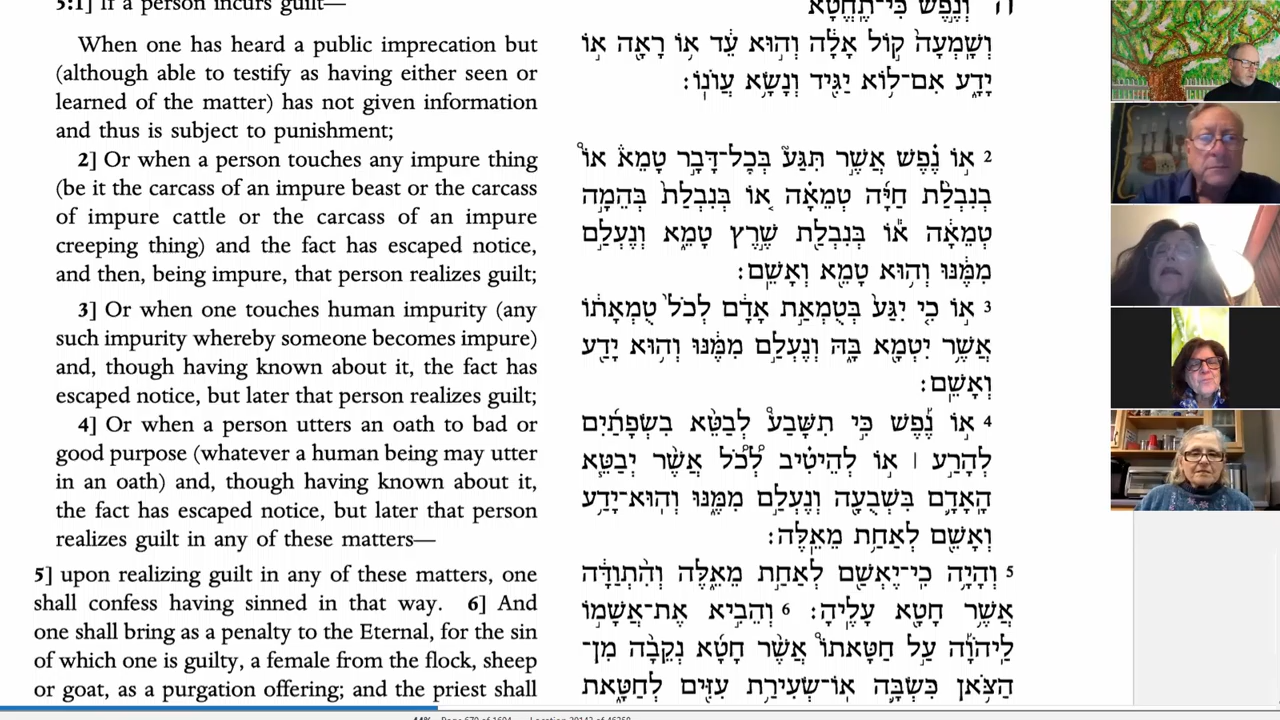 5:1] If a person incurs guilt—
When one has heard a public imprecation but
(although able to testify as having either seen or
learned of the matter) has not given information
and thus is subject to punishment;
2] Or when a person touches any impure thing
(be it the carcass of an impure beast or the carcass
of impure cattle or the carcass of an impure
creeping thing) and the fact has escaped notice,
and then, being impure, that person realizes guilt;
3] Or when one touches human impurity (any
such impurity whereby someone becomes impure)
and, though having known about it, the fact has
escaped notice, but later that person realizes guilt;
4] Or when a person utters an oath to bad or
good purpose (whatever a human being may utter
in an oath) and, though having known about it,
the fact has escaped notice, but later that person
realizes guilt in any of these matters—
5] upon realizing guilt in any of these matters, one
shall confess having sinned in that way. 6] And
one shall bring as a penalty to the Eternal, for the sin
of which one is guilty, a female from the flock, sheep
or goat, as a purgation offering; and the priest shall
ה וְנֶ֣פֶשׁ כִּֽי־תֶחֱטָ֗א
וְשָֽׁמְעָה֙ ק֣וֹל אָלָ֔ה וְה֣וּא עֵ֔ד א֥וֹ רָאָ֖ה א֣וֹ
יָדָ֑ע אִם־ל֥וֹא יַגִּ֖יד וְנָשָׂ֥א עֲוֺנֽוֹ׃
2 א֣וֹ נֶ֗פֶשׁ אֲשֶׁ֣ר תִּגַּע֮ בְּכׇל־דָּבָ֣ר טָמֵא֒ אוֹ֩
בְנִבְלַ֨ת חַיָּ֜ה טְמֵאָ֗ה א֚וֹ בְּנִבְלַת֙ בְּהֵמָ֣ה
טְמֵאָ֔ה א֕וֹ בְּנִבְלַ֖ת שֶׁ֣רֶץ טָמֵ֑א וְנֶעְלַ֣ם
מִמֶּ֔נּוּ וְה֥וּא טָמֵ֖א וְאָשֵֽׁם׃
3 א֣וֹ כִ֤י יִגַּע֙ בְּטֻמְאַ֣ת אָדָ֔ם לְכֹל֙ טֻמְאָת֔וֹ
אֲשֶׁ֥ר יִטְמָ֖א בָּ֑הּ וְנֶעְלַ֣ם מִמֶּ֔נּוּ וְה֥וּא יָדַ֖ע
וְאָשֵֽׁם׃
4 א֣וֹ נֶ֡פֶשׁ כִּ֣י תִשָּׁבַע֩ לְבַטֵּ֨א בִשְׂפָתַ֜יִם
לְהָרַ֣ע ׀ א֣וֹ לְהֵיטִ֗יב לְ֠כֹ֠ל אֲשֶׁ֨ר יְבַטֵּ֧א
הָאָדָ֛ם בִּשְׁבֻעָ֖ה וְנֶעְלַ֣ם מִמֶּ֑נּוּ וְהוּא־יָדַ֥ע
וְאָשֵׁ֖ם לְאַחַ֥ת מֵאֵֽלֶּה׃
5 וְהָיָ֥ה כִֽי־יֶאְשַׁ֖ם לְאַחַ֣ת מֵאֵ֑לֶּה וְהִ֨תְוַדָּ֔ה
אֲשֶׁ֥ר חָטָ֖א עָלֶֽיהָ׃ 6 וְהֵבִ֣יא אֶת־אֲשָׁמ֣וֹ
לַיהֹוָ֡ה עַ֣ל חַטָּאתוֹ֩ אֲשֶׁ֨ר חָטָ֜א נְקֵבָ֨ה מִן־
הַצֹּ֥אן כִּשְׂבָּ֛ה אֽוֹ־שְׂעִירַ֥ת עִזִּ֖ים לְחַטָּ֑את